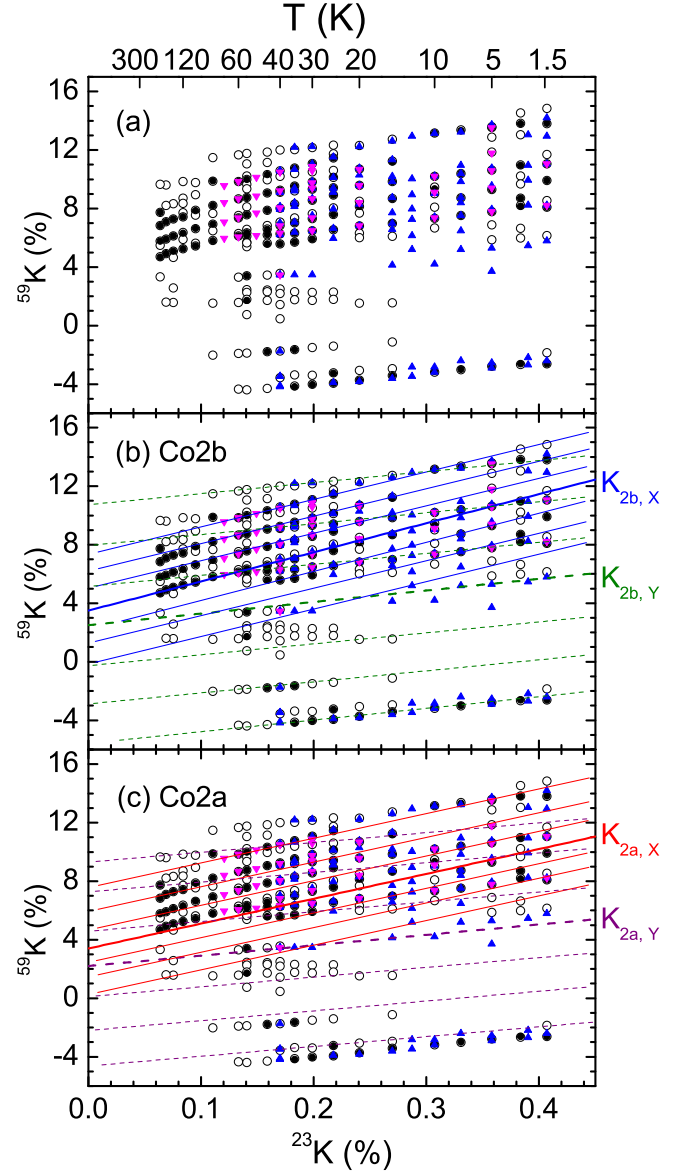 T (K)
300 120 60 40 30 20 10 5 1.5
16
(a)
12
8
4
0
-4
⁵⁹K (%)
16
(b) Co2b
12
8
4
0
-4
⁵⁹K (%)
K2b, X
K2b, Y
16
(c) Co2a
12
8
4
0
-4
⁵⁹K (%)
K2a, X
K2a, Y
0.0 0.1 0.2 0.3 0.4
²³K (%)